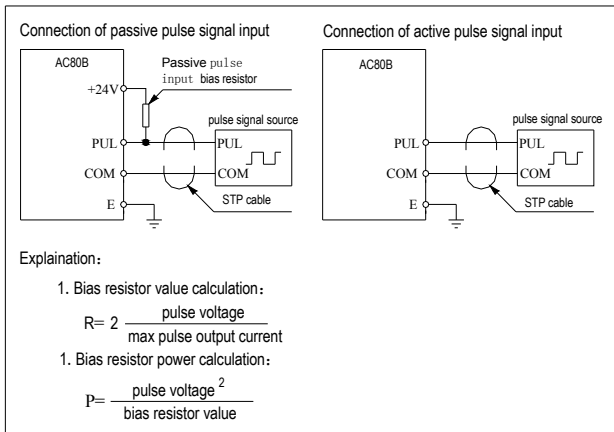 Connection of passive pulse signal input
AC80B
+24V
Passive pulse
input bias resistor
pulse signal source
PUL
PUL
COM
COM
STP cable
E
Connection of active pulse signal input
AC80B
pulse signal source
PUL
PUL
COM
COM
STP cable
E
Explaination:
1. Bias resistor value calculation:
R= 2 pulse voltage
max pulse output current
1. Bias resistor power calculation:
P= pulse voltage 2
bias resistor value